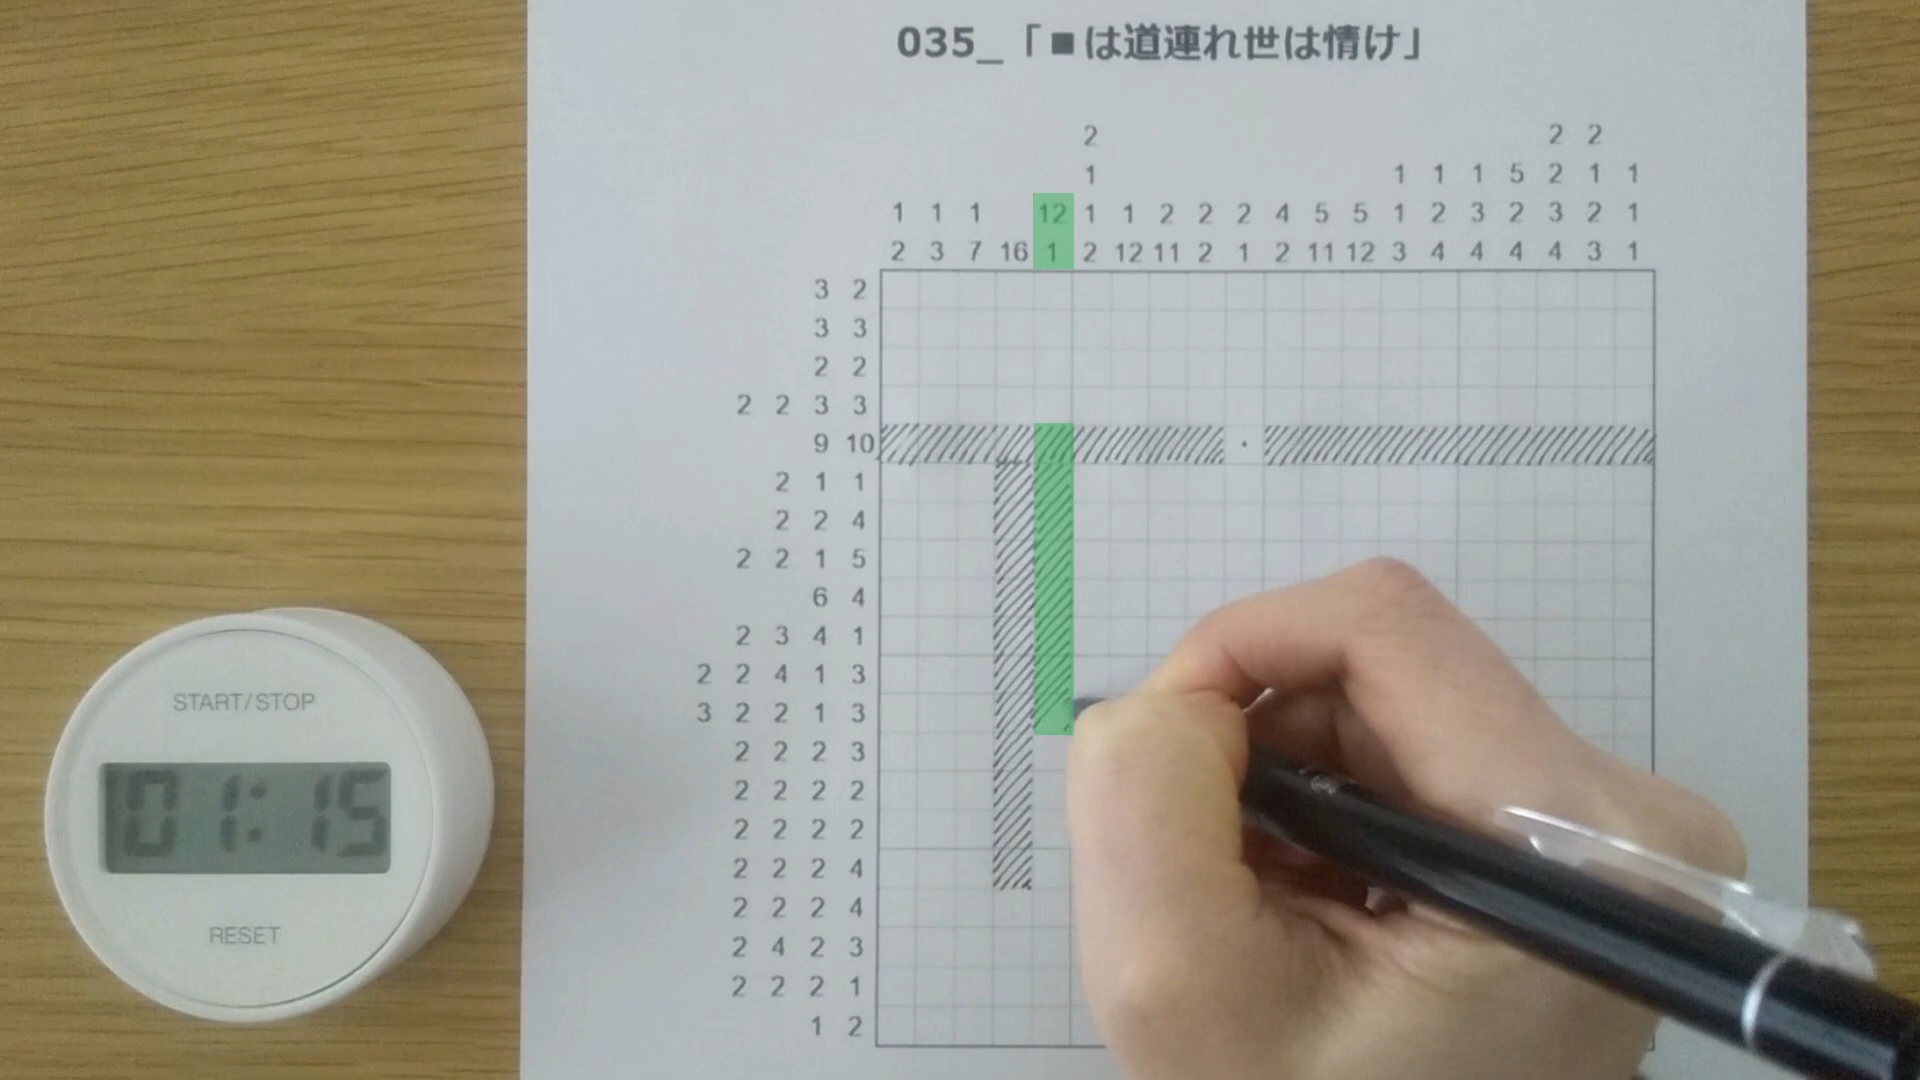 035_「■は道連れ世は情け」
2 2 2
1 1 1 1 5 2 1 1
1 1 1 12 1 1 2 2 2 4 5 5 1 2 3 2 3 2 1
2 3 7 16 1 2 12 11 2 1 2 11 12 3 4 4 4 4 3 1
3 2
3 3
2 2
2 2 3 3
9 10
2 1 1
2 2 4
2 2 1 5
6 4
2 3 4 1
2 2 4 1 3
3 2 2 1 3
2 2 2 3
2 2 2 2
2 2 2 2
2 2 2 4
2 2 2 4
2 4 2 3
2 2 2 1
1 2
START/STOP
01:15
RESET